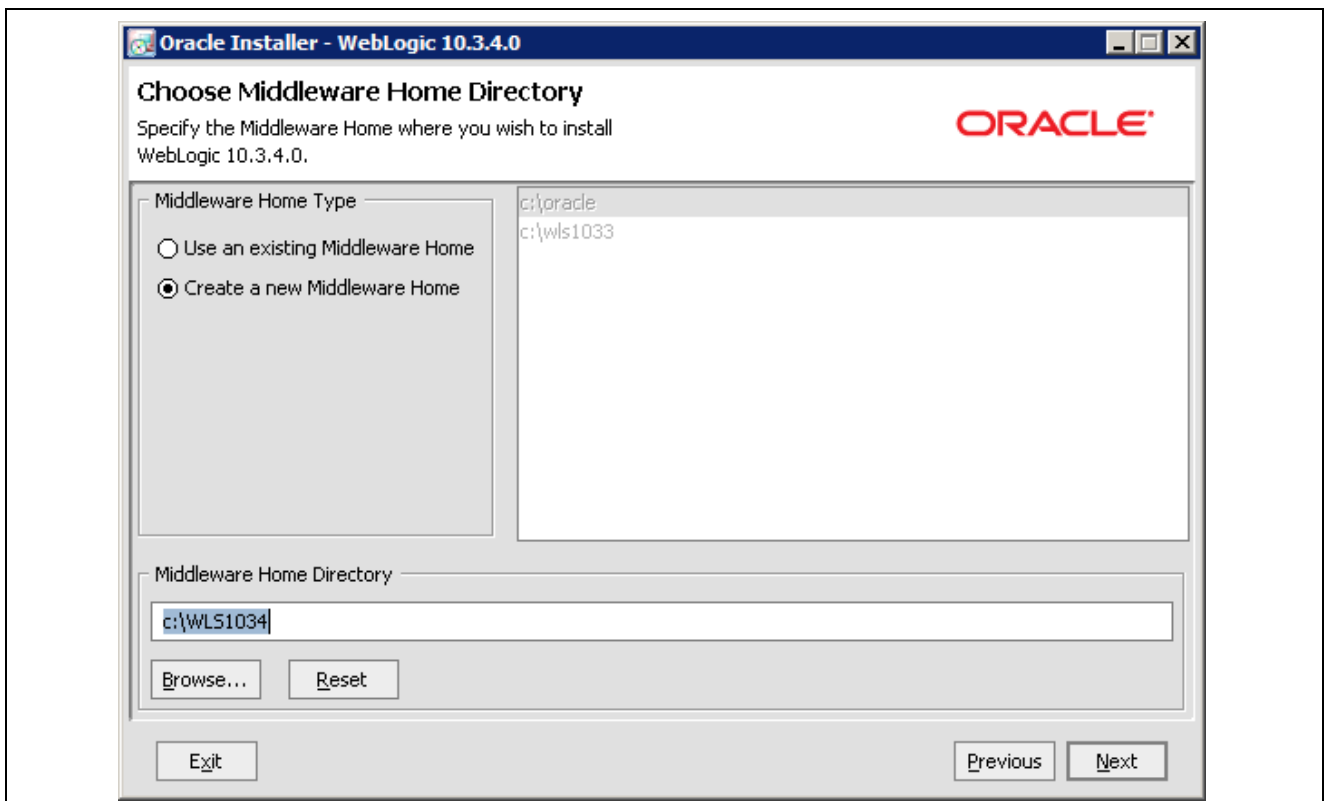 Oracle Installer - WebLogic 10.3.4.0
Choose Middleware Home Directory
Specify the Middleware Home where you wish to install
WebLogic 10.3.4.0.
ORACLE
Middleware Home Type
Use an existing Middleware Home
Create a new Middleware Home
c:\oracle
c:\wls1033
Middleware Home Directory
c:\WLS1034
Browse...
Reset
Exit
Previous
Next